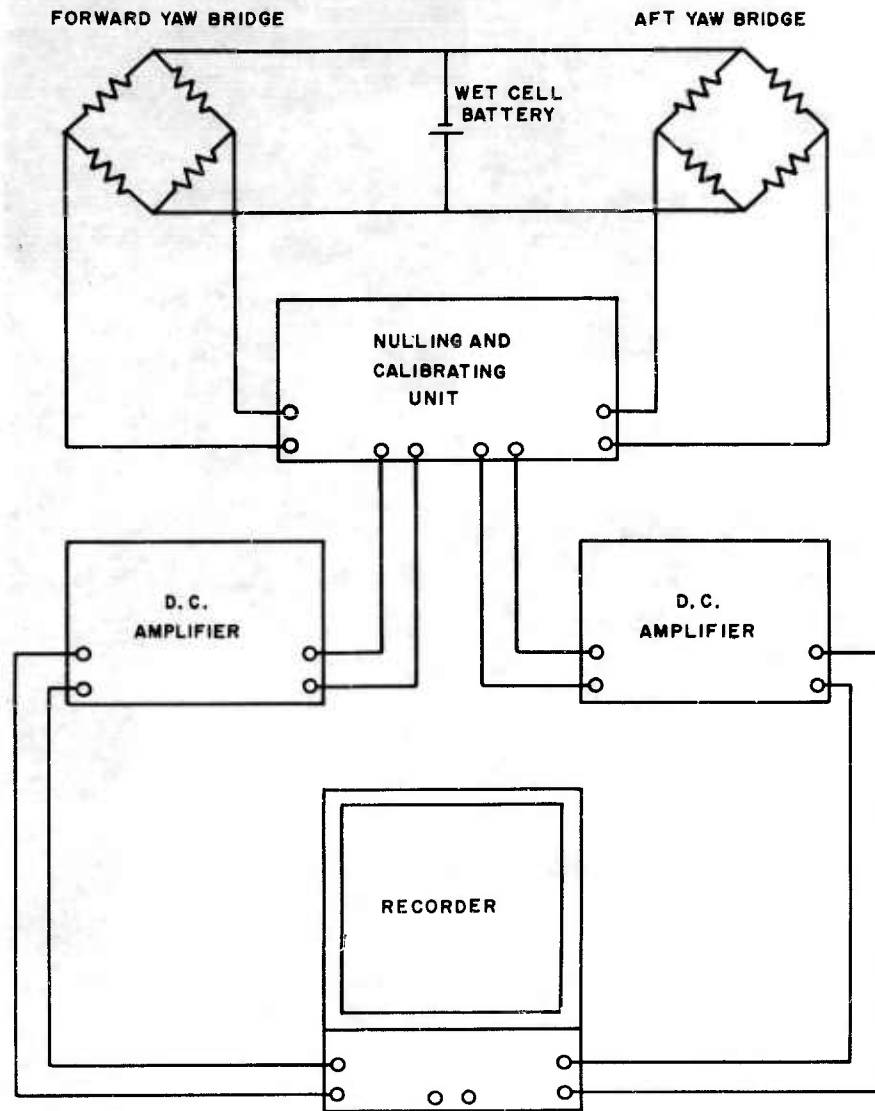 FORWARD YAW BRIDGE
AFT YAW BRIDGE
WET CELL
BATTERY
NULLING AND
CALIBRATING
UNIT
D. C.
AMPLIFIER
D. C.
AMPLIFIER
RECORDER